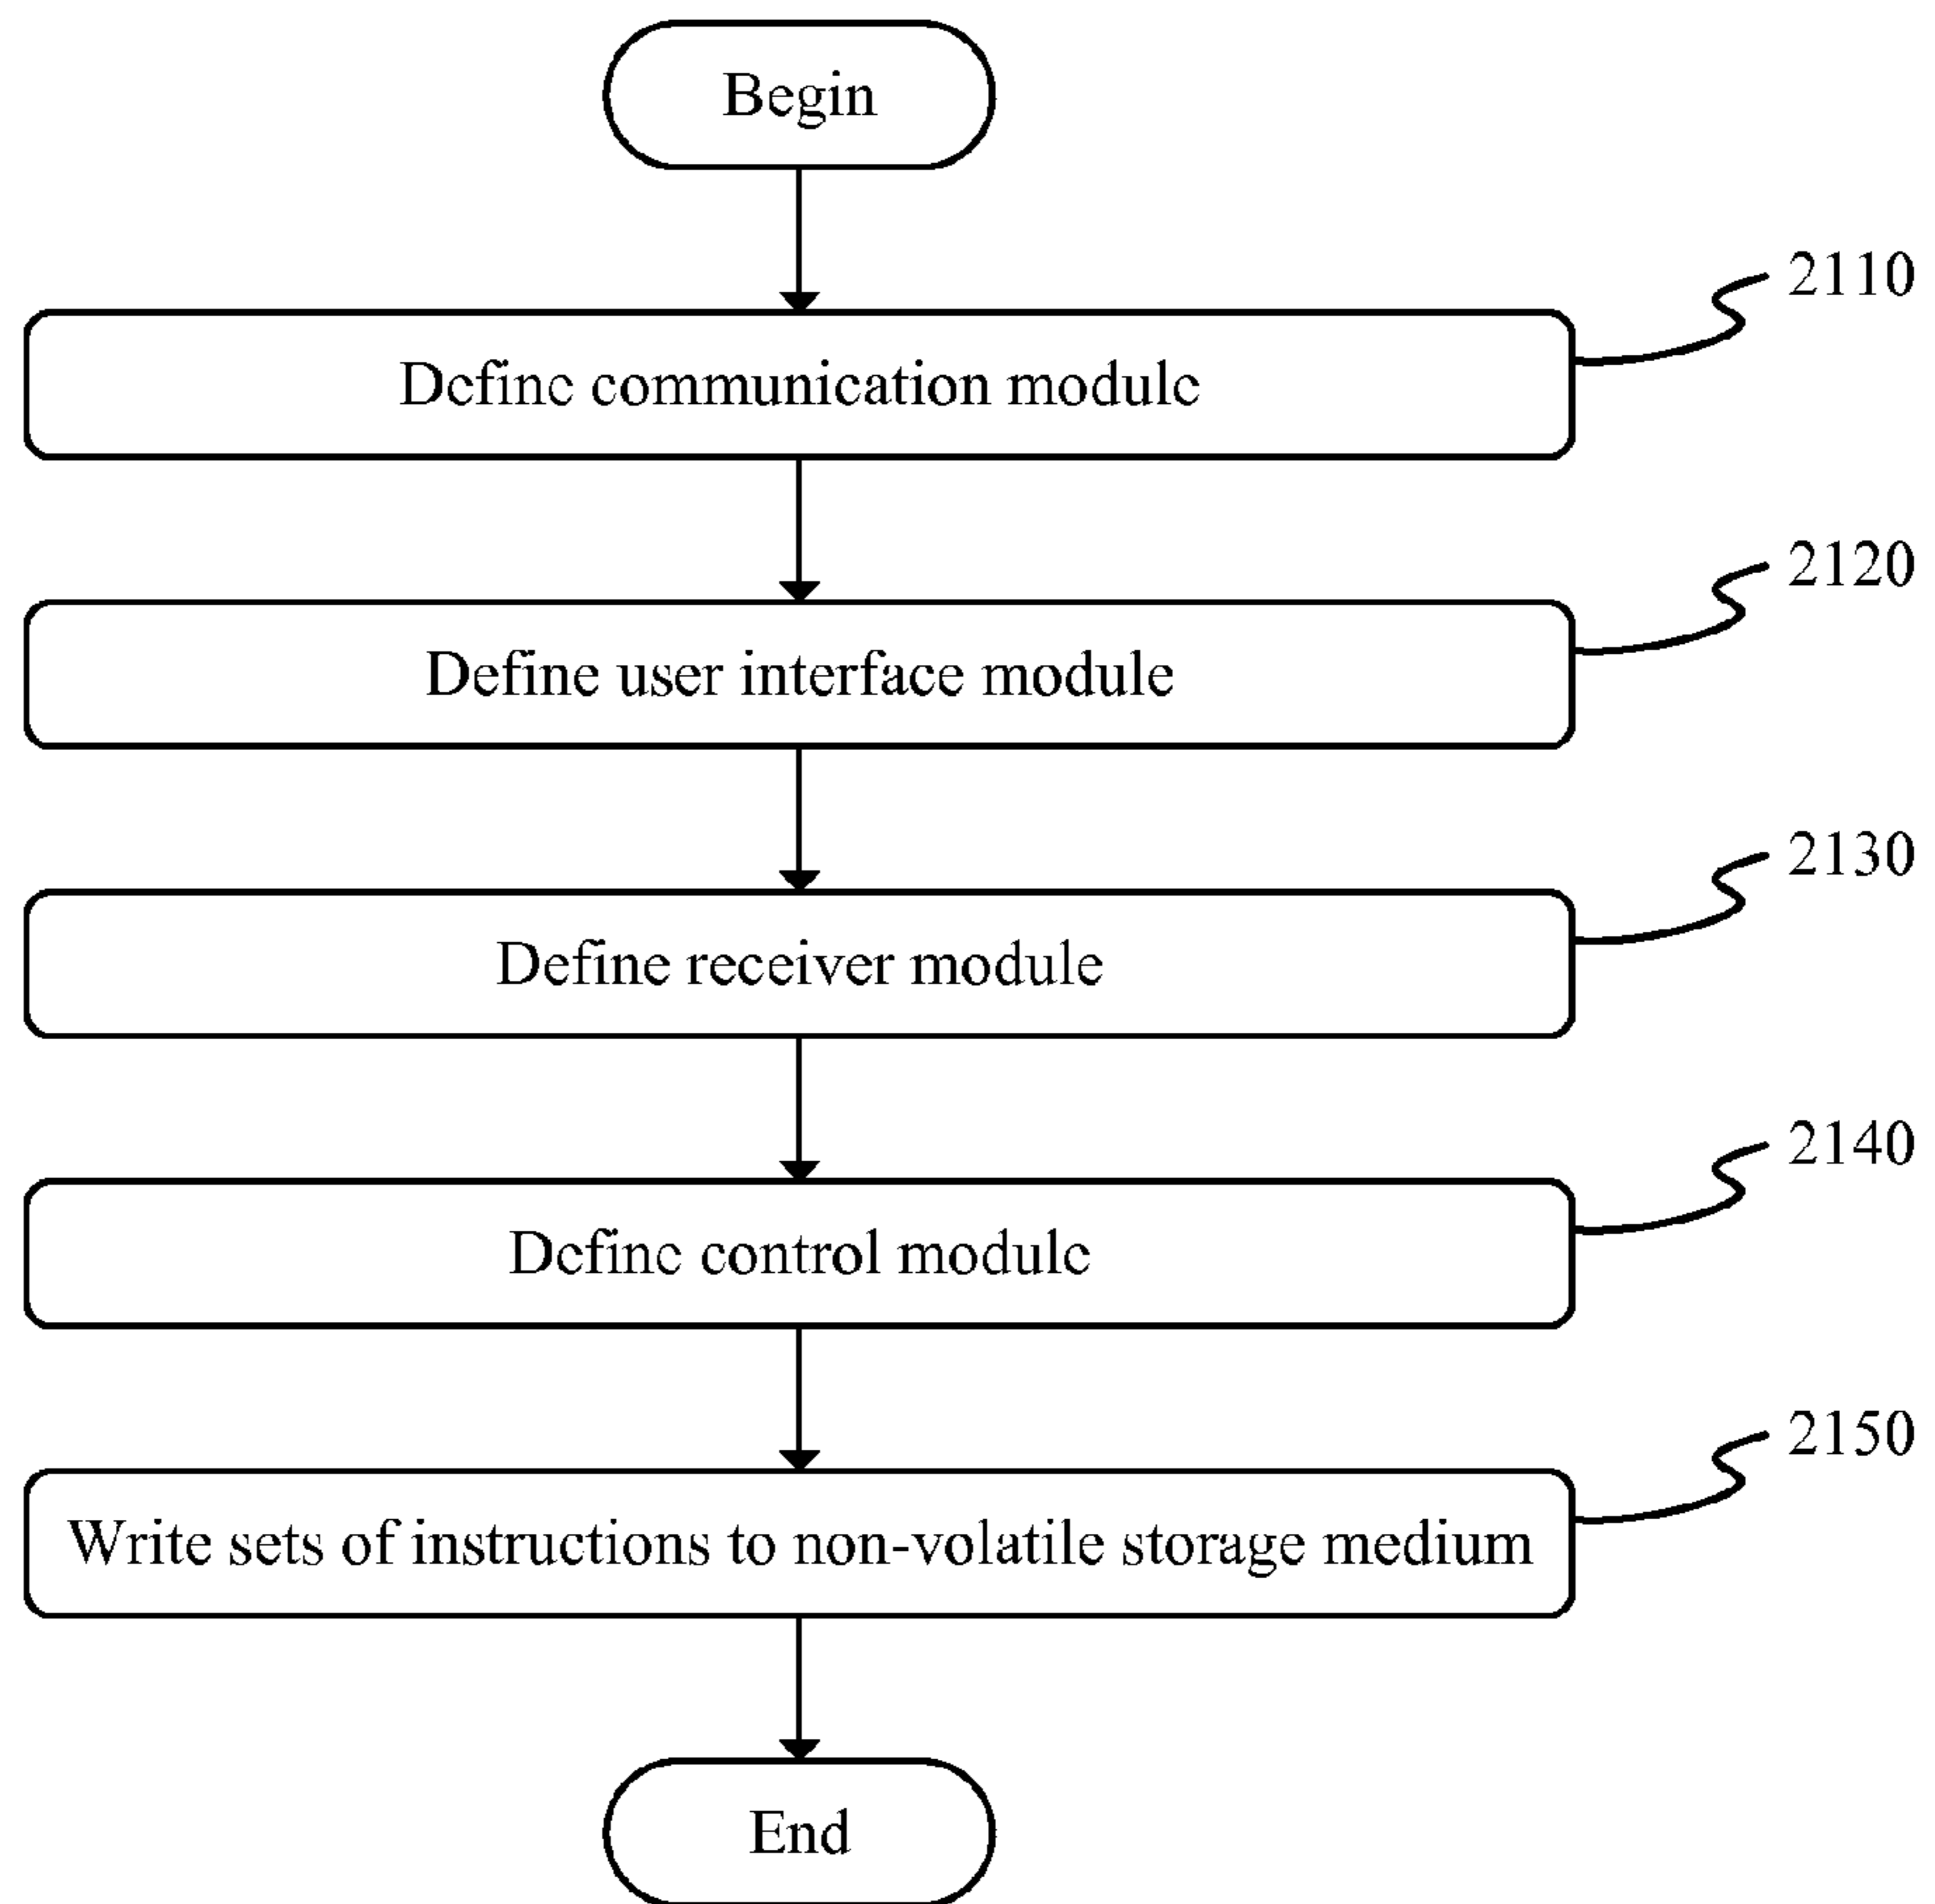 Begin
2110
Define communication module
2120
Define user interface module
2130
Define receiver module
2140
Define control module
2150
Write sets of instructions to non-volatile storage medium
End